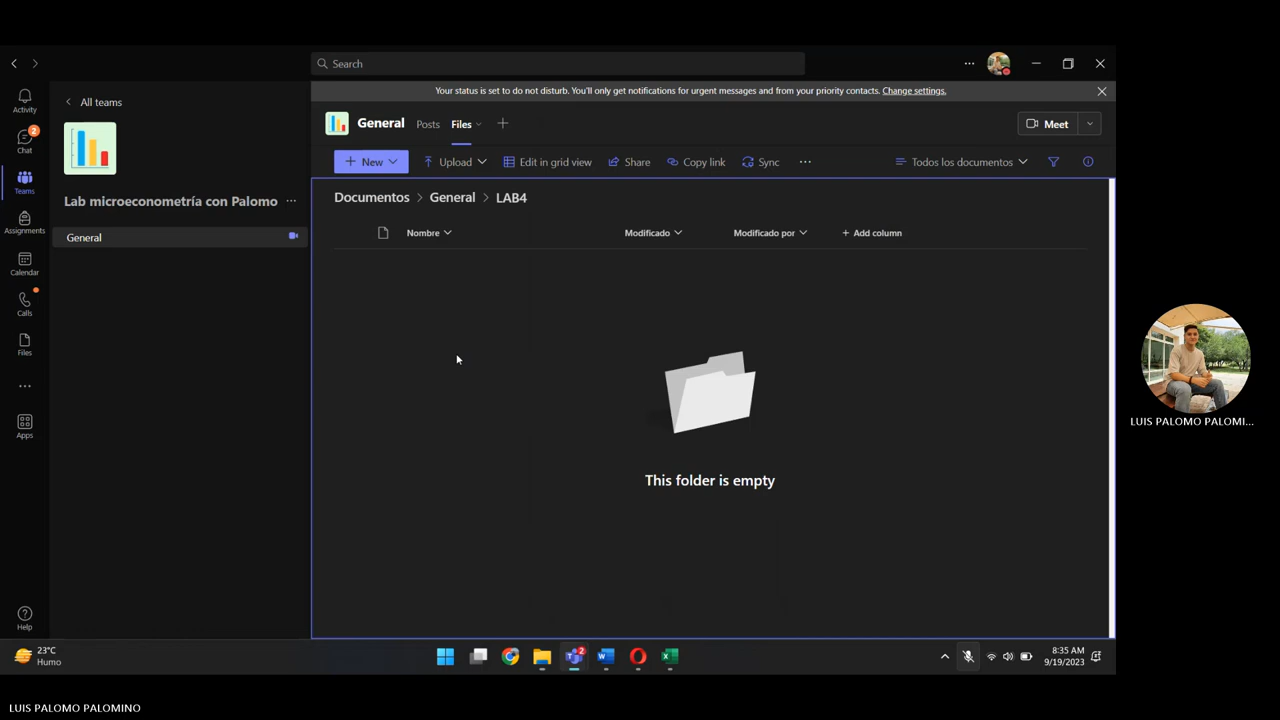 Search
Your status is set to do not disturb. You'll only get notifications for urgent messages and from your priority contacts. Change settings.
Activity
All teams
General Posts Files
Meet
2
Chat
New Upload Edit in grid view Share Copy link Sync Todos los documentos
Teams
Lab microeconometría con Palomo
Documentos General LAB4
Assignments
General
Nombre Modificado Modificado por Add column
Calendar
Calls
Files
Apps
LUIS PALOMO PALOMI...
This folder is empty
Help
23°C
Humo
2
8:35 AM
9/19/2023
LUIS PALOMO PALOMINO